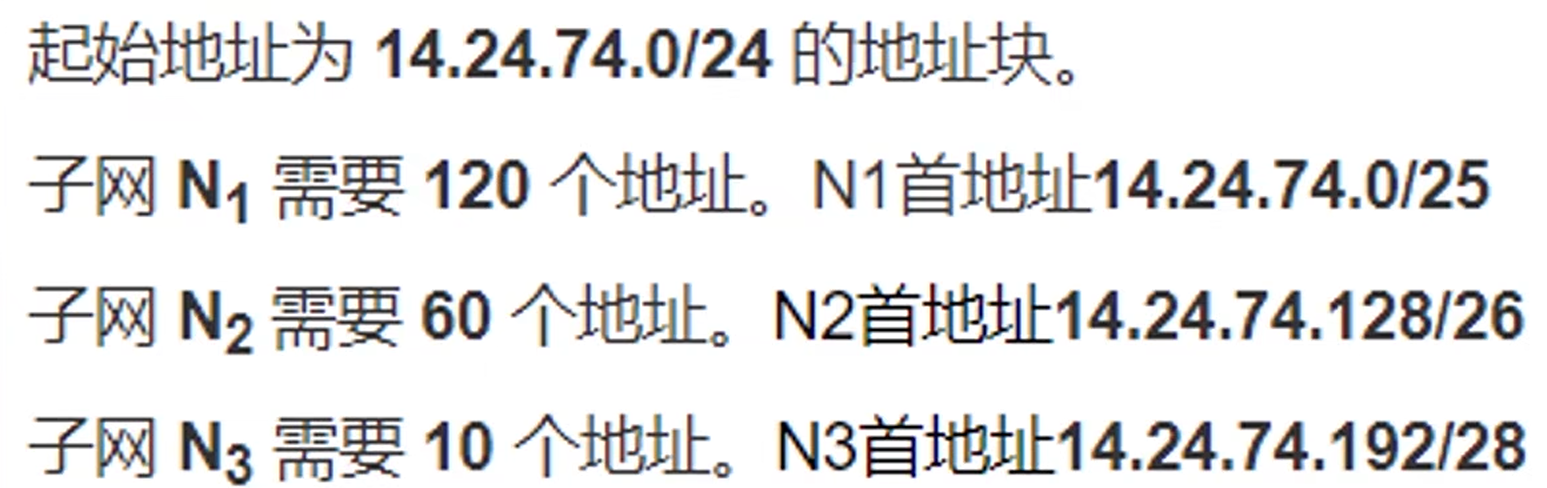 起始地址为 14.24.74.0/24 的地址块。
子网 N₁ 需要 120 个地址。N1首地址14.24.74.0/25
子网 N₂ 需要 60 个地址。N2首地址14.24.74.128/26
子网 N₃ 需要 10 个地址。N3首地址14.24.74.192/28